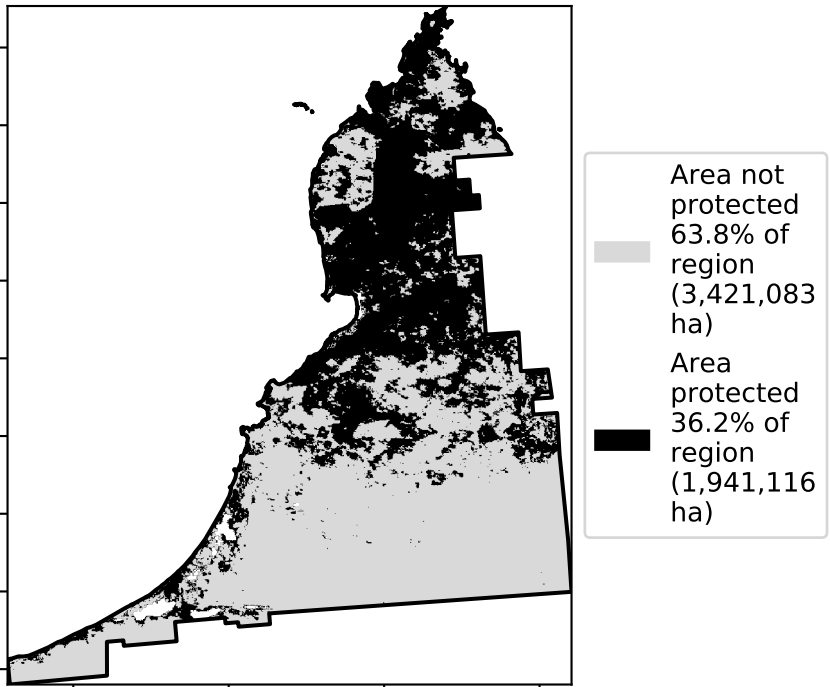 Area not
protected
63.8% of
region
(3,421,083
ha)
Area
protected
36.2% of
region
(1,941,116
ha)